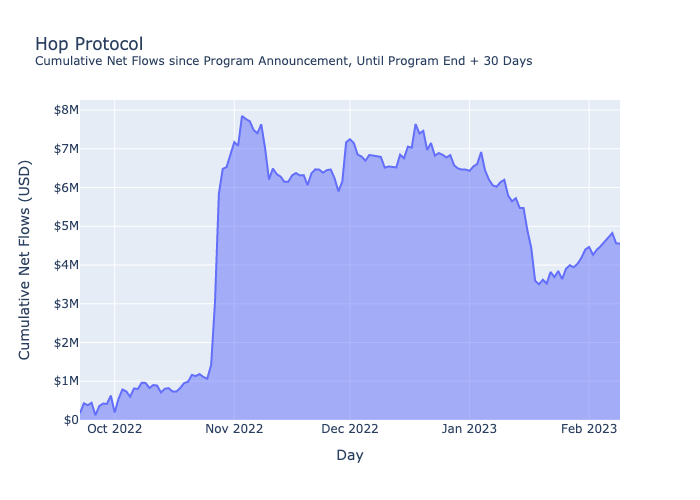 Hop Protocol
Cumulative Net Flows since Program Announcement, Until Program End + 30 Days
Cumulative Net Flows (USD)
$8M
$7M
$6M
$5M
$4M
$3M
$2M
$1M
$0
Oct 2022 Nov 2022 Dec 2022 Jan 2023 Feb 2023
Day